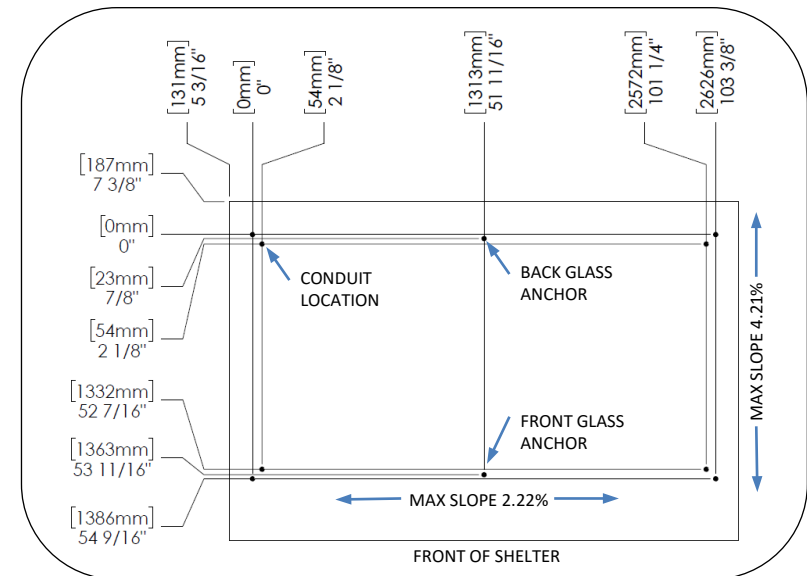 [131mm]
5 3/16"
[0mm]
0"
[54mm]
2 1/8"
[1313mm]
51 11/16"
[2572mm]
101 1/4"
[2626mm]
103 3/8"
[187mm]
7 3/8"
[0mm]
0"
[23mm]
7/8"
[54mm]
2 1/8"
[1332mm]
52 7/16"
[1363mm]
53 11/16"
[1386mm]
54 9/16"
CONDUIT
LOCATION
BACK GLASS
ANCHOR
FRONT GLASS
ANCHOR
MAX SLOPE 4.21%
MAX SLOPE 2.22%
FRONT OF SHELTER